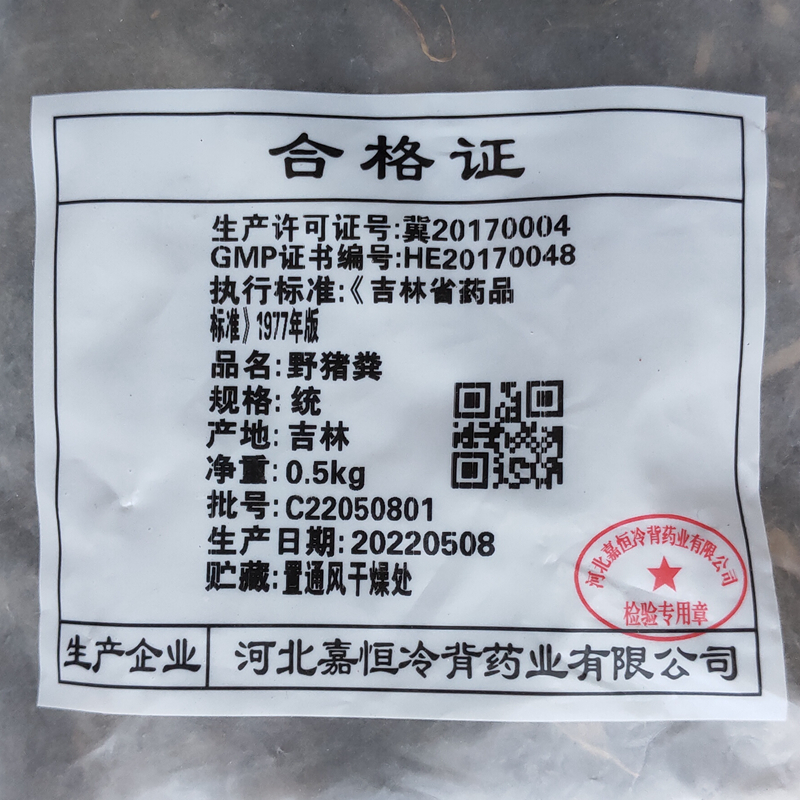 合格证
生产许可证号:冀20170004
GMP证书编号:HE20170048
执行标准:《吉林省药品
标准》1977年版
品名:野猪粪
规格:统
产地:吉林
净重:0.5kg
批号:C22050801
生产日期:20220508
贮藏:置通风干燥处
河北嘉恒冷背药业有限公司
检验专用章
生产企业 河北嘉恒冷背药业有限公司